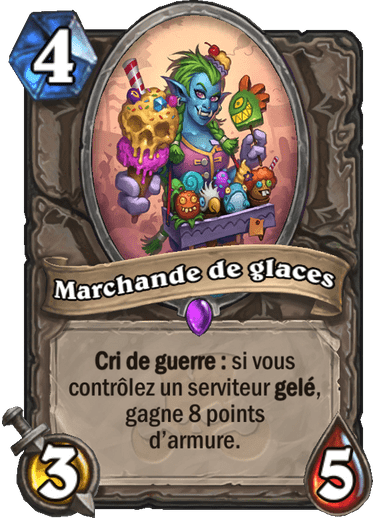 4
Marchande de glaces
Cri de guerre : si vous
contrôlez un serviteur gelé,
gagne 8 points
d’armure.
3
5